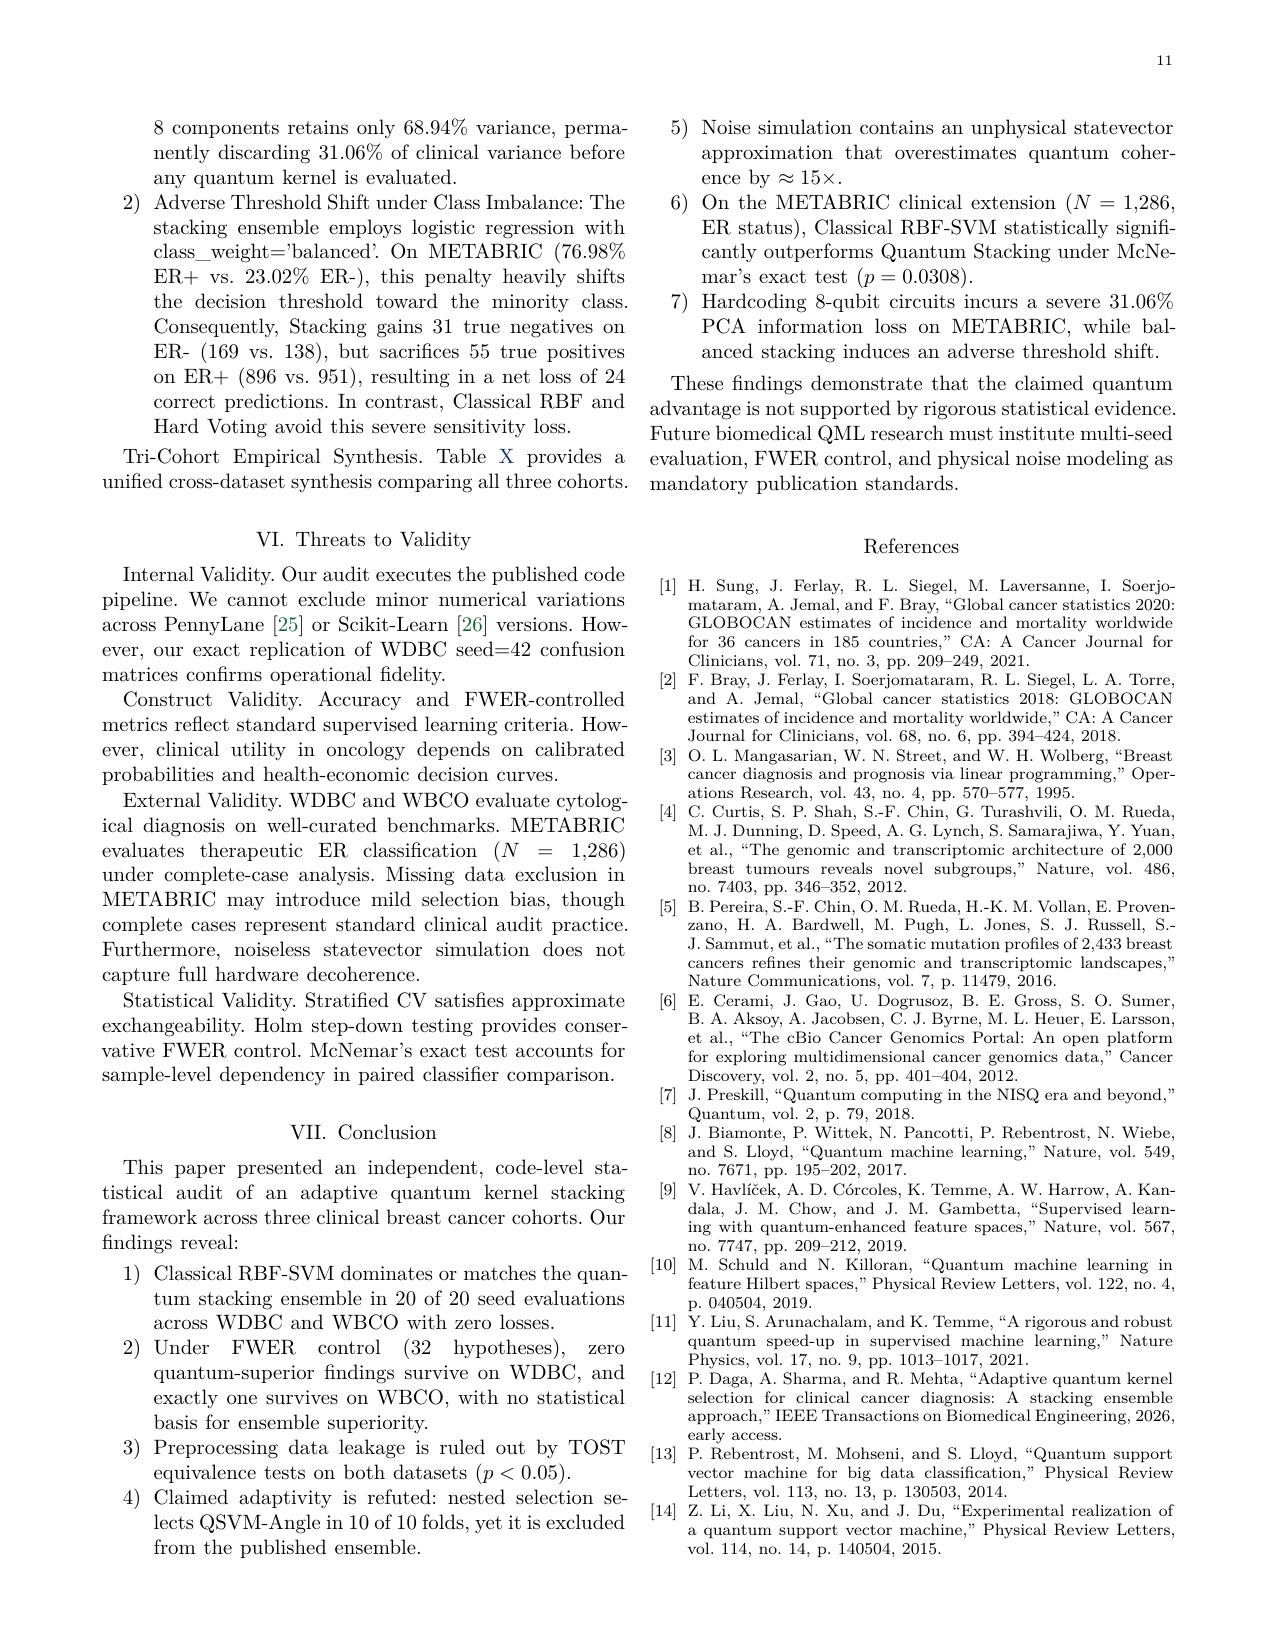 11
8 components retains only 68.94% variance, perma-
nently discarding 31.06% of clinical variance before
any quantum kernel is evaluated.
2) Adverse Threshold Shift under Class Imbalance: The
stacking ensemble employs logistic regression with
class_weight='balanced'. On METABRIC (76.98%
ER+ vs. 23.02% ER-), this penalty heavily shifts
the decision threshold toward the minority class.
Consequently, Stacking gains 31 true negatives on
ER- (169 vs. 138), but sacrifices 55 true positives
on ER+ (896 vs. 951), resulting in a net loss of 24
correct predictions. In contrast, Classical RBF and
Hard Voting avoid this severe sensitivity loss.
Tri-Cohort Empirical Synthesis. Table X provides a
unified cross-dataset synthesis comparing all three cohorts.
VI. Threats to Validity
Internal Validity. Our audit executes the published code
pipeline. We cannot exclude minor numerical variations
across PennyLane [25] or Scikit-Learn [26] versions. How-
ever, our exact replication of WDBC seed=42 confusion
matrices confirms operational fidelity.
Construct Validity. Accuracy and FWER-controlled
metrics reflect standard supervised learning criteria. How-
ever, clinical utility in oncology depends on calibrated
probabilities and health-economic decision curves.
External Validity. WDBC and WBCO evaluate cytolog-
ical diagnosis on well-curated benchmarks. METABRIC
evaluates therapeutic ER classification (N = 1,286)
under complete-case analysis. Missing data exclusion in
METABRIC may introduce mild selection bias, though
complete cases represent standard clinical audit practice.
Furthermore, noiseless statevector simulation does not
capture full hardware decoherence.
Statistical Validity. Stratified CV satisfies approximate
exchangeability. Holm step-down testing provides conser-
vative FWER control. McNemar's exact test accounts for
sample-level dependency in paired classifier comparison.
VII. Conclusion
This paper presented an independent, code-level sta-
tistical audit of an adaptive quantum kernel stacking
framework across three clinical breast cancer cohorts. Our
findings reveal:
1) Classical RBF-SVM dominates or matches the quan-
tum stacking ensemble in 20 of 20 seed evaluations
across WDBC and WBCO with zero losses.
2) Under FWER control (32 hypotheses), zero
quantum-superior findings survive on WDBC, and
exactly one survives on WBCO, with no statistical
basis for ensemble superiority.
3) Preprocessing data leakage is ruled out by TOST
equivalence tests on both datasets (p < 0.05).
4) Claimed adaptivity is refuted: nested selection se-
lects QSVM-Angle in 10 of 10 folds, yet it is excluded
from the published ensemble.
5) Noise simulation contains an unphysical statevector
approximation that overestimates quantum coher-
ence by ≈ 15×.
6) On the METABRIC clinical extension (N = 1,286,
ER status), Classical RBF-SVM statistically signifi-
cantly outperforms Quantum Stacking under McNe-
mar's exact test (p = 0.0308).
7) Hardcoding 8-qubit circuits incurs a severe 31.06%
PCA information loss on METABRIC, while bal-
anced stacking induces an adverse threshold shift.
These findings demonstrate that the claimed quantum
advantage is not supported by rigorous statistical evidence.
Future biomedical QML research must institute multi-seed
evaluation, FWER control, and physical noise modeling as
mandatory publication standards.
References
[1] H. Sung, J. Ferlay, R. L. Siegel, M. Laversanne, I. Soerjo-
mataram, A. Jemal, and F. Bray, “Global cancer statistics 2020:
GLOBOCAN estimates of incidence and mortality worldwide
for 36 cancers in 185 countries,” CA: A Cancer Journal for
Clinicians, vol. 71, no. 3, pp. 209–249, 2021.
[2] F. Bray, J. Ferlay, I. Soerjomataram, R. L. Siegel, L. A. Torre,
and A. Jemal, “Global cancer statistics 2018: GLOBOCAN
estimates of incidence and mortality worldwide,” CA: A Cancer
Journal for Clinicians, vol. 68, no. 6, pp. 394–424, 2018.
[3] O. L. Mangasarian, W. N. Street, and W. H. Wolberg, “Breast
cancer diagnosis and prognosis via linear programming,” Oper-
ations Research, vol. 43, no. 4, pp. 570–577, 1995.
[4] C. Curtis, S. P. Shah, S.-F. Chin, G. Turashvili, O. M. Rueda,
M. J. Dunning, D. Speed, A. G. Lynch, S. Samarajiwa, Y. Yuan,
et al., “The genomic and transcriptomic architecture of 2,000
breast tumours reveals novel subgroups,” Nature, vol. 486,
no. 7403, pp. 346–352, 2012.
[5] B. Pereira, S.-F. Chin, O. M. Rueda, H.-K. M. Vollan, E. Proven-
zano, H. A. Bardwell, M. Pugh, L. Jones, S. J. Russell, S.-
J. Sammut, et al., “The somatic mutation profiles of 2,433 breast
cancers refines their genomic and transcriptomic landscapes,”
Nature Communications, vol. 7, p. 11479, 2016.
[6] E. Cerami, J. Gao, U. Dogrusoz, B. E. Gross, S. O. Sumer,
B. A. Aksoy, A. Jacobsen, C. J. Byrne, M. L. Heuer, E. Larsson,
et al., “The cBio Cancer Genomics Portal: An open platform
for exploring multidimensional cancer genomics data,” Cancer
Discovery, vol. 2, no. 5, pp. 401–404, 2012.
[7] J. Preskill, “Quantum computing in the NISQ era and beyond,”
Quantum, vol. 2, p. 79, 2018.
[8] J. Biamonte, P. Wittek, N. Pancotti, P. Rebentrost, N. Wiebe,
and S. Lloyd, “Quantum machine learning,” Nature, vol. 549,
no. 7671, pp. 195–202, 2017.
[9] V. Havlíček, A. D. Córcoles, K. Temme, A. W. Harrow, A. Kan-
dala, J. M. Chow, and J. M. Gambetta, “Supervised learn-
ing with quantum-enhanced feature spaces,” Nature, vol. 567,
no. 7747, pp. 209–212, 2019.
[10] M. Schuld and N. Killoran, “Quantum machine learning in
feature Hilbert spaces,” Physical Review Letters, vol. 122, no. 4,
p. 040504, 2019.
[11] Y. Liu, S. Arunachalam, and K. Temme, “A rigorous and robust
quantum speed-up in supervised machine learning,” Nature
Physics, vol. 17, no. 9, pp. 1013–1017, 2021.
[12] P. Daga, A. Sharma, and R. Mehta, “Adaptive quantum kernel
selection for clinical cancer diagnosis: A stacking ensemble
approach,” IEEE Transactions on Biomedical Engineering, 2026,
early access.
[13] P. Rebentrost, M. Mohseni, and S. Lloyd, “Quantum support
vector machine for big data classification,” Physical Review
Letters, vol. 113, no. 13, p. 130503, 2014.
[14] Z. Li, X. Liu, N. Xu, and J. Du, “Experimental realization of
a quantum support vector machine,” Physical Review Letters,
vol. 114, no. 14, p. 140504, 2015.